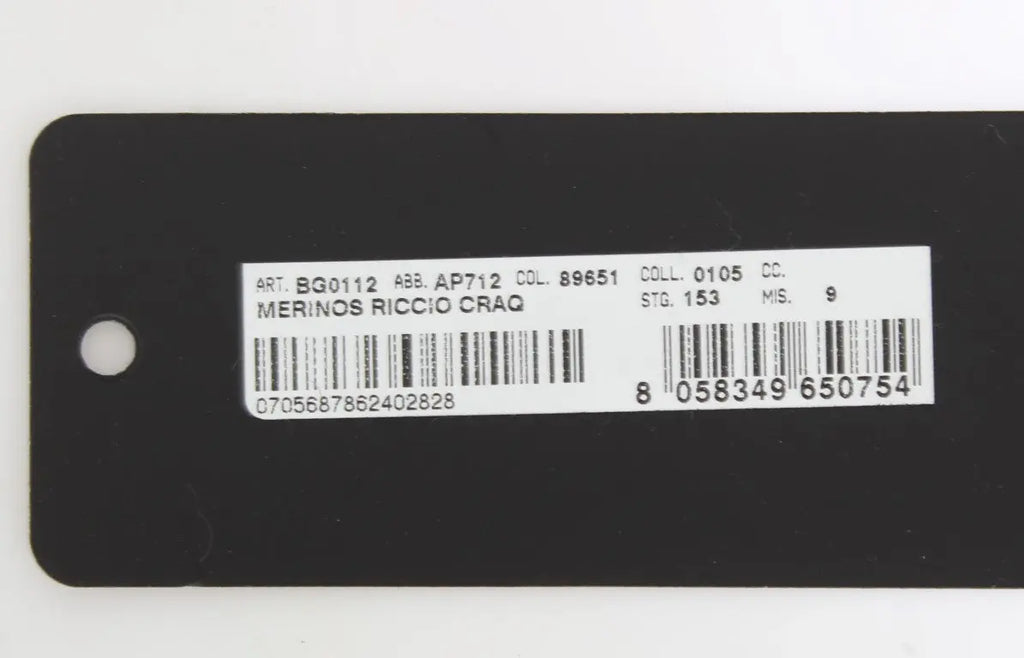 ART. BG0112 ABB. AP712 COL. 89651 COLL. 0105 CC.
MERINOS RICCIO CRAQ STG. 153 MIS. 9
0705687862402828
8 058349 650754